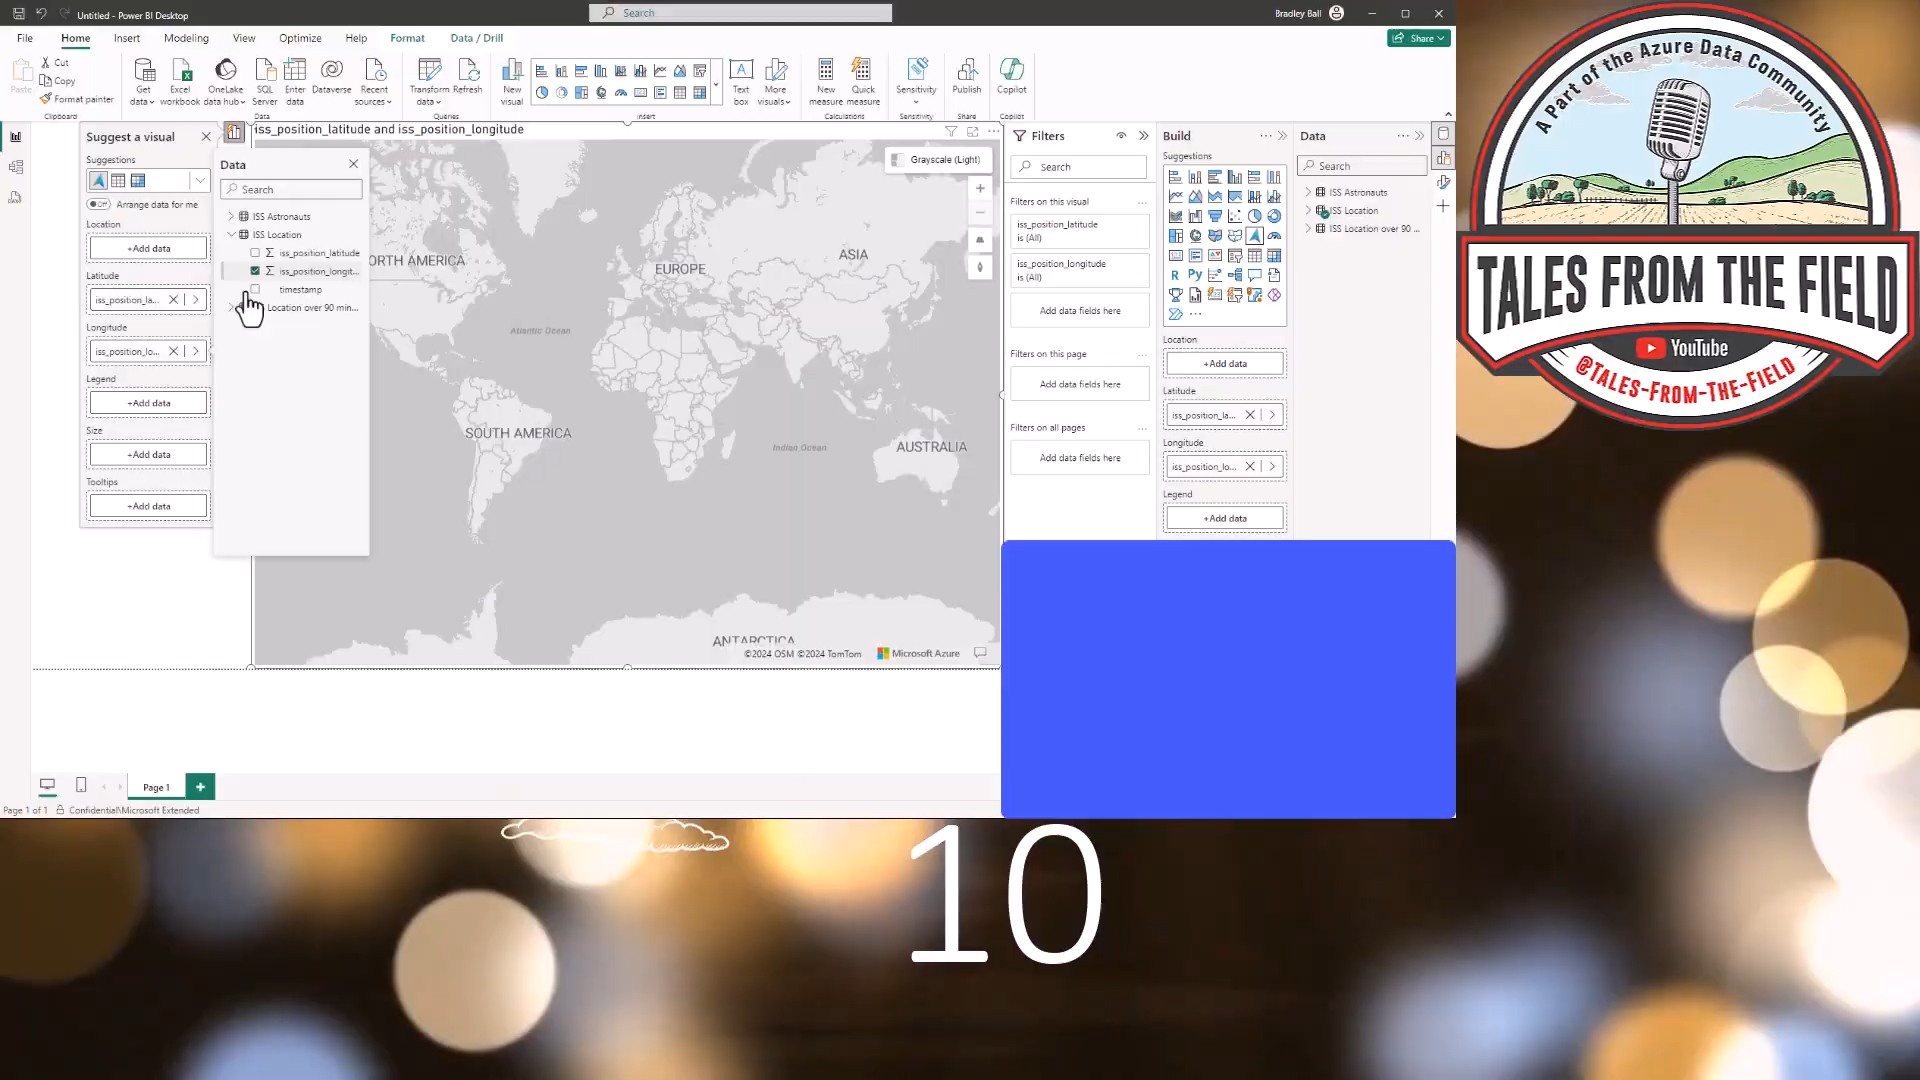 Untitled - Power BI Desktop
Search
Bradley Ball
File
Home
Insert
Modeling
View
Optimize
Help
Format
Data / Drill
Share
Paste
Cut
Copy
Format painter
Clipboard
Get data
Excel workbook
OneLake data hub
SQL Server
Enter data
Dataverse
Recent sources
Data
Transform data
Refresh
Queries
New visual
Text box
More visuals
Insert
New measure
Quick measure
Calculations
Sensitivity
Sensitivity
Publish
Share
Copilot
Copilot
Suggest a visual
Suggestions
Off
Arrange data for me
Location
+Add data
Latitude
iss_position_la...
Longitude
iss_position_lo...
Legend
+Add data
Size
+Add data
Tooltips
+Add data
Data
Search
ISS Astronauts
ISS Location
iss_position_latitude
iss_position_longit...
timestamp
Location over 90 min...
iss_position_latitude and iss_position_longitude
Grayscale (Light)
ORTH AMERICA
EUROPE
ASIA
Atlantic Ocean
SOUTH AMERICA
Indian Ocean
AUSTRALIA
ANTARCTICA
©2024 OSM ©2024 TomTom
Microsoft Azure
Filters
Search
Filters on this visual
iss_position_latitude
is (All)
iss_position_longitude
is (All)
Add data fields here
Filters on this page
Add data fields here
Filters on all pages
Add data fields here
Build
Suggestions
R
Py
Location
+Add data
Latitude
iss_position_la...
Longitude
iss_position_lo...
Legend
+Add data
Data
Search
ISS Astronauts
ISS Location
ISS Location over 90 ...
Page 1
Page 1 of 1
Confidential\Microsoft Extended
A Part of the Azure Data Community
TALES FROM THE FIELD
YouTube
@TALES-FROM-THE-FIELD
10